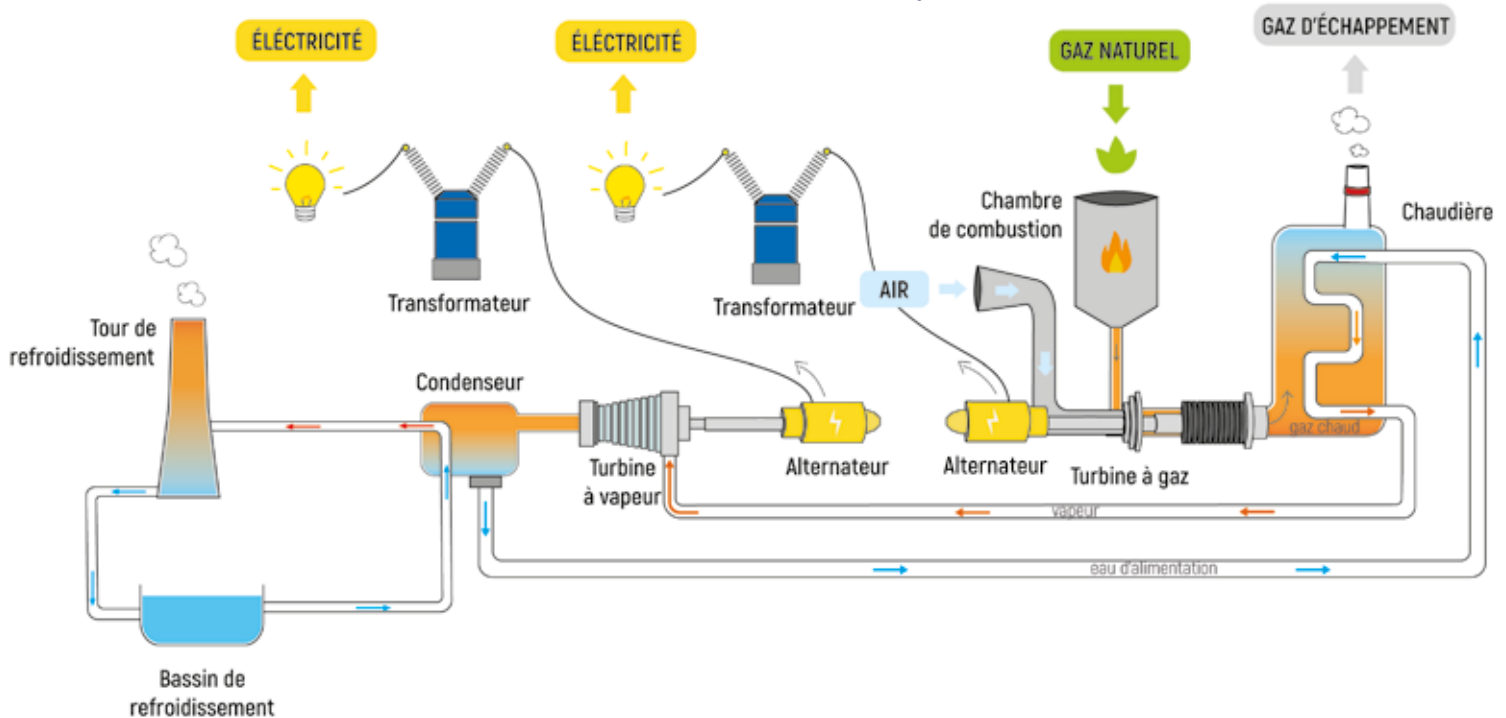 ÉLÉCTRICITÉ
ÉLÉCTRICITÉ
GAZ NATUREL
GAZ D'ÉCHAPPEMENT
Chambre
de combustion
Chaudière
Transformateur
Transformateur
AIR
Tour de
refroidissement
Condenseur
gaz chaud
Turbine
à vapeur
Alternateur
Alternateur
Turbine à gaz
vapeur
eau d'alimentation
Bassin de
refroidissement